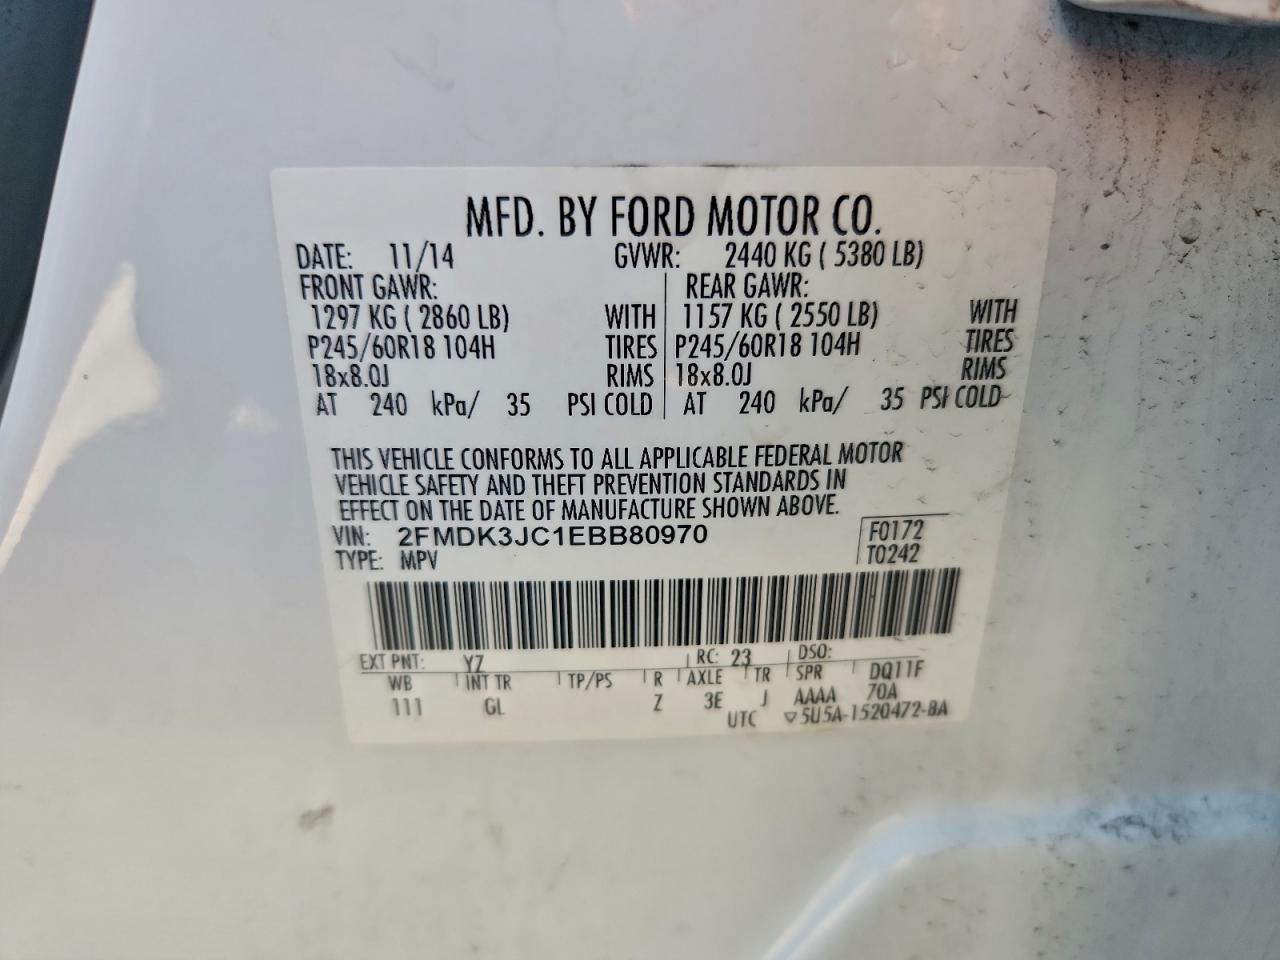 MFD. BY FORD MOTOR CO.
DATE: 11/14 GVWR: 2440 KG ( 5380 LB)
FRONT GAWR: REAR GAWR:
1297 KG ( 2860 LB) WITH 1157 KG ( 2550 LB) WITH
P245/60R18 104H TIRES P245/60R18 104H TIRES
18x8.0J RIMS 18x8.0J RIMS
AT 240 kPa/ 35 PSI COLD AT 240 kPa/ 35 PSI COLD
THIS VEHICLE CONFORMS TO ALL APPLICABLE FEDERAL MOTOR
VEHICLE SAFETY AND THEFT PREVENTION STANDARDS IN
EFFECT ON THE DATE OF MANUFACTURE SHOWN ABOVE.
VIN: 2FMDK3JC1EBB80970 F0172
TYPE: MPV T0242
EXT PNT: YZ RC: 23 DSO:
WB INT TR TP/PS R AXLE TR SPR DQ11F
111 GL Z 3E J AAAA 70A
UTC ▽5U5A-1520472-BA